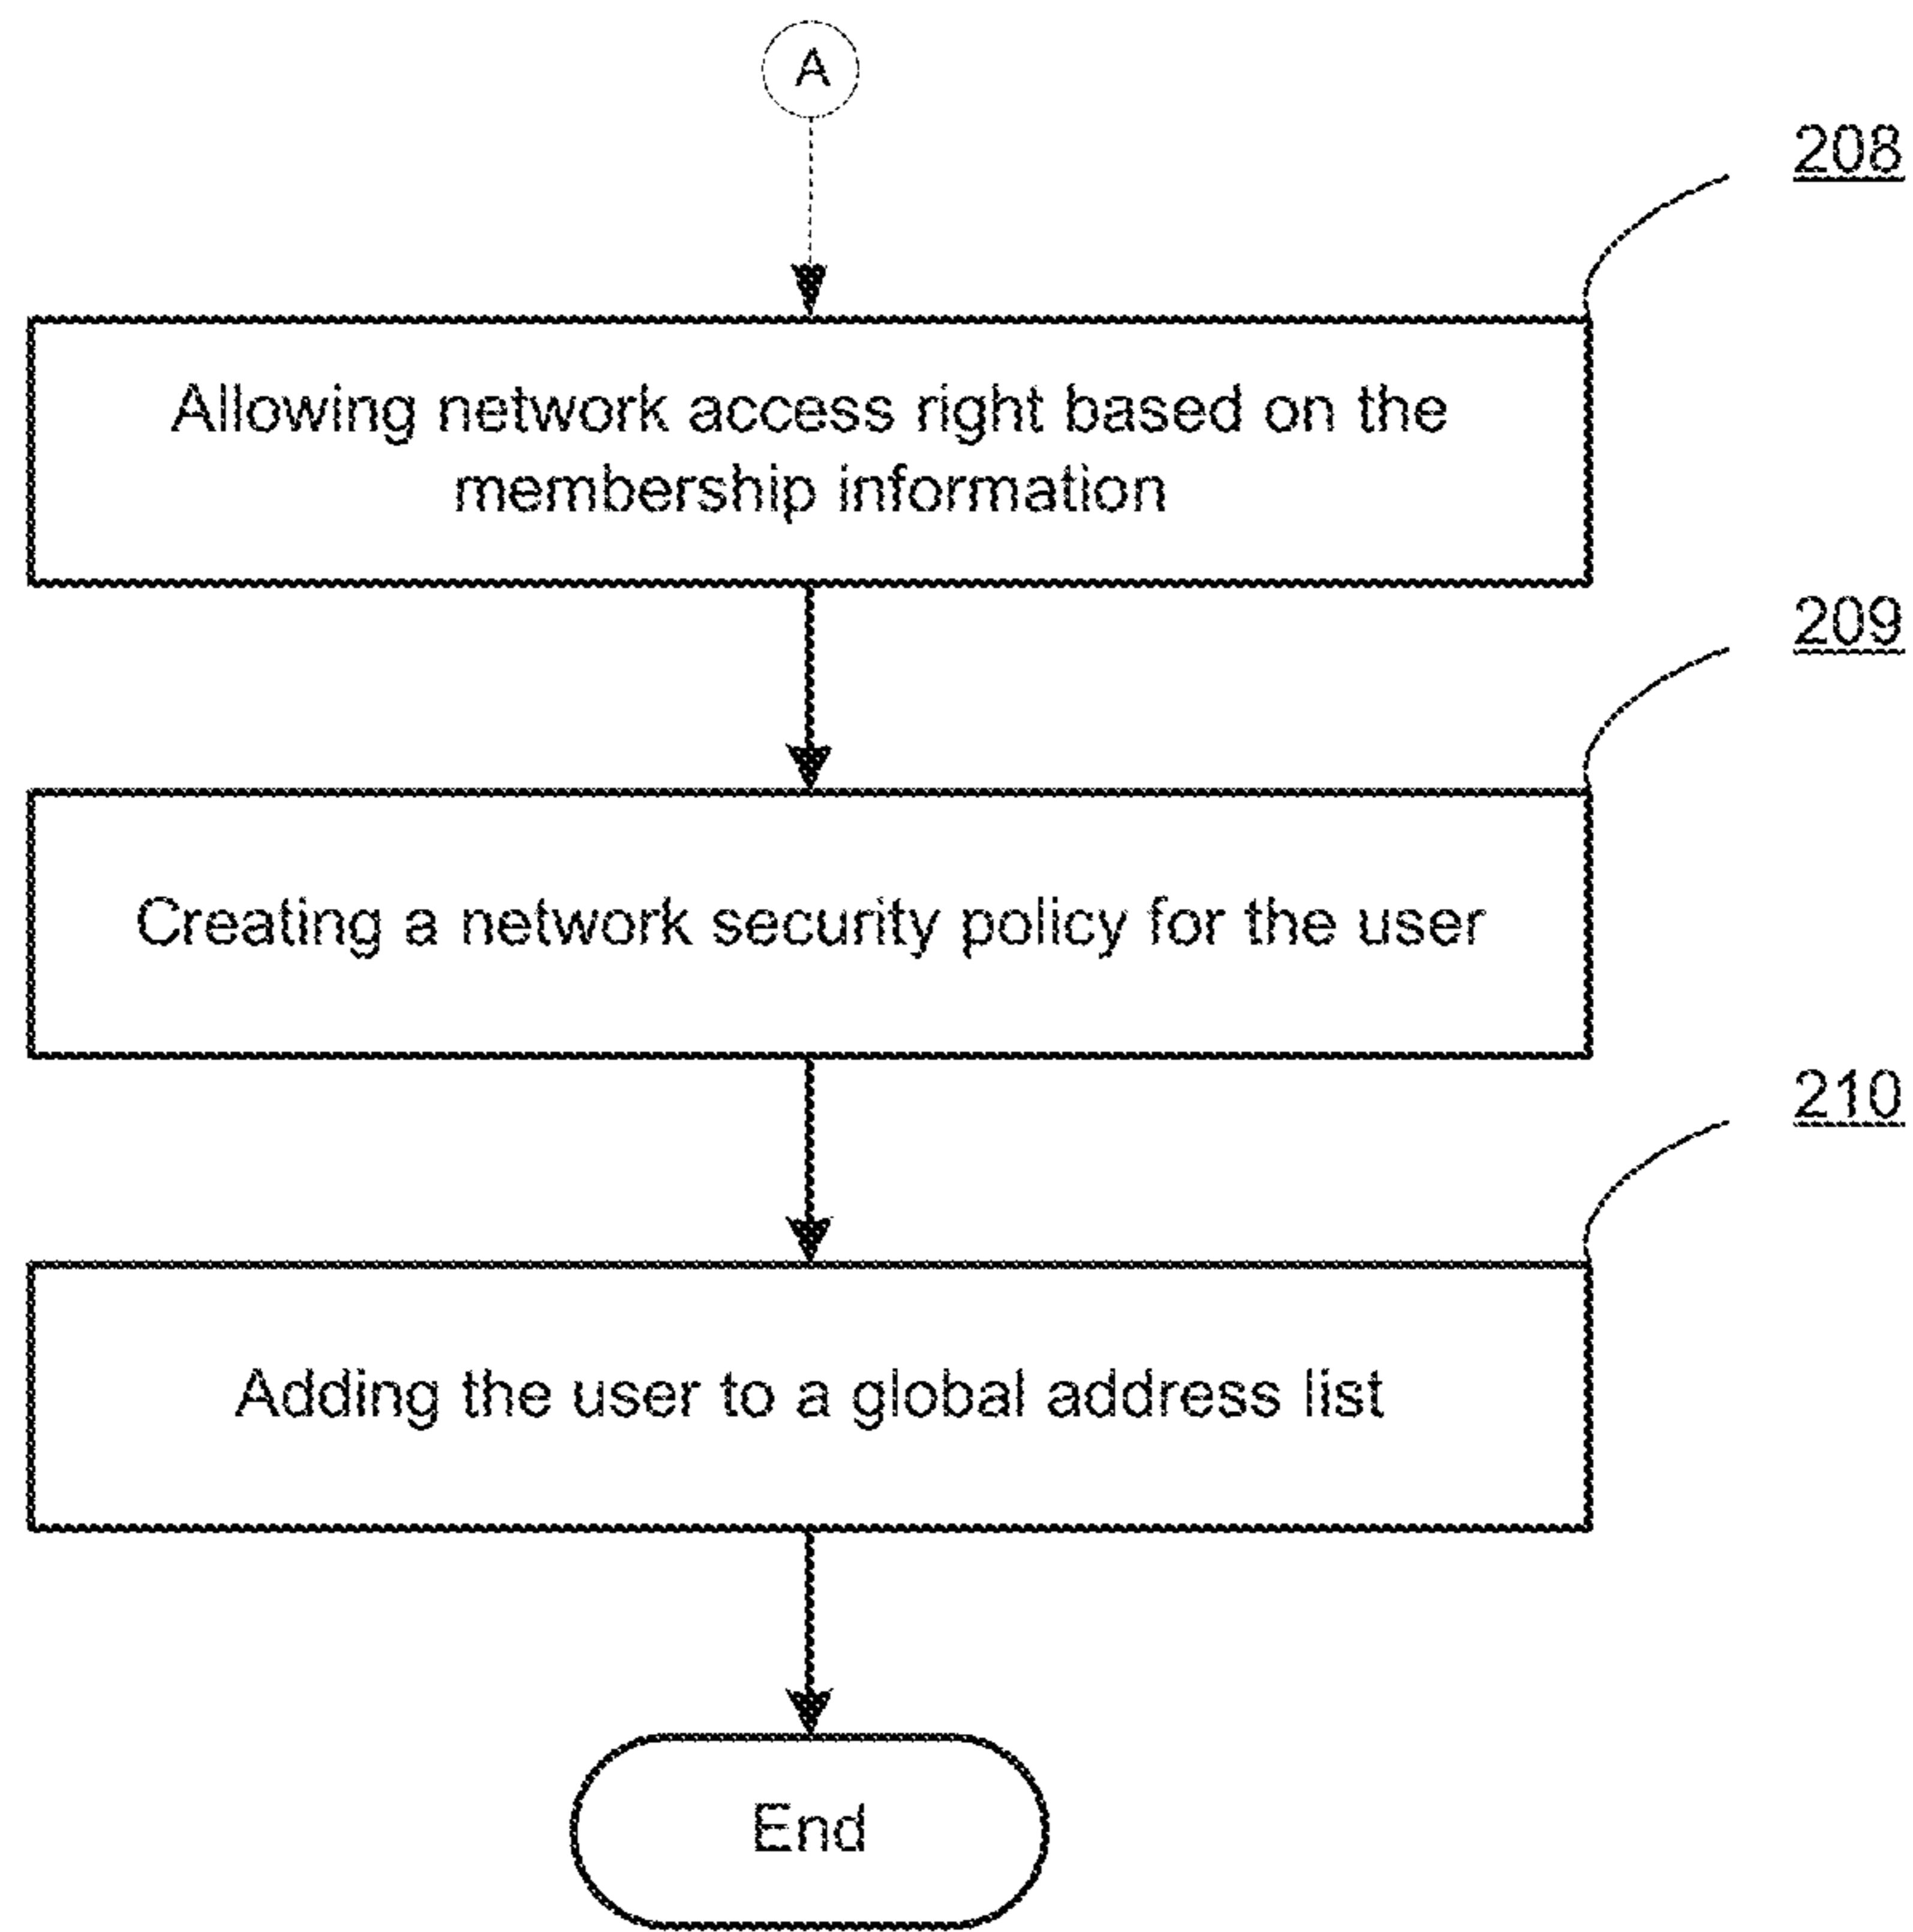 A
208
Allowing network access right based on the
membership information
209
Creating a network security policy for the user
210
Adding the user to a global address list
End